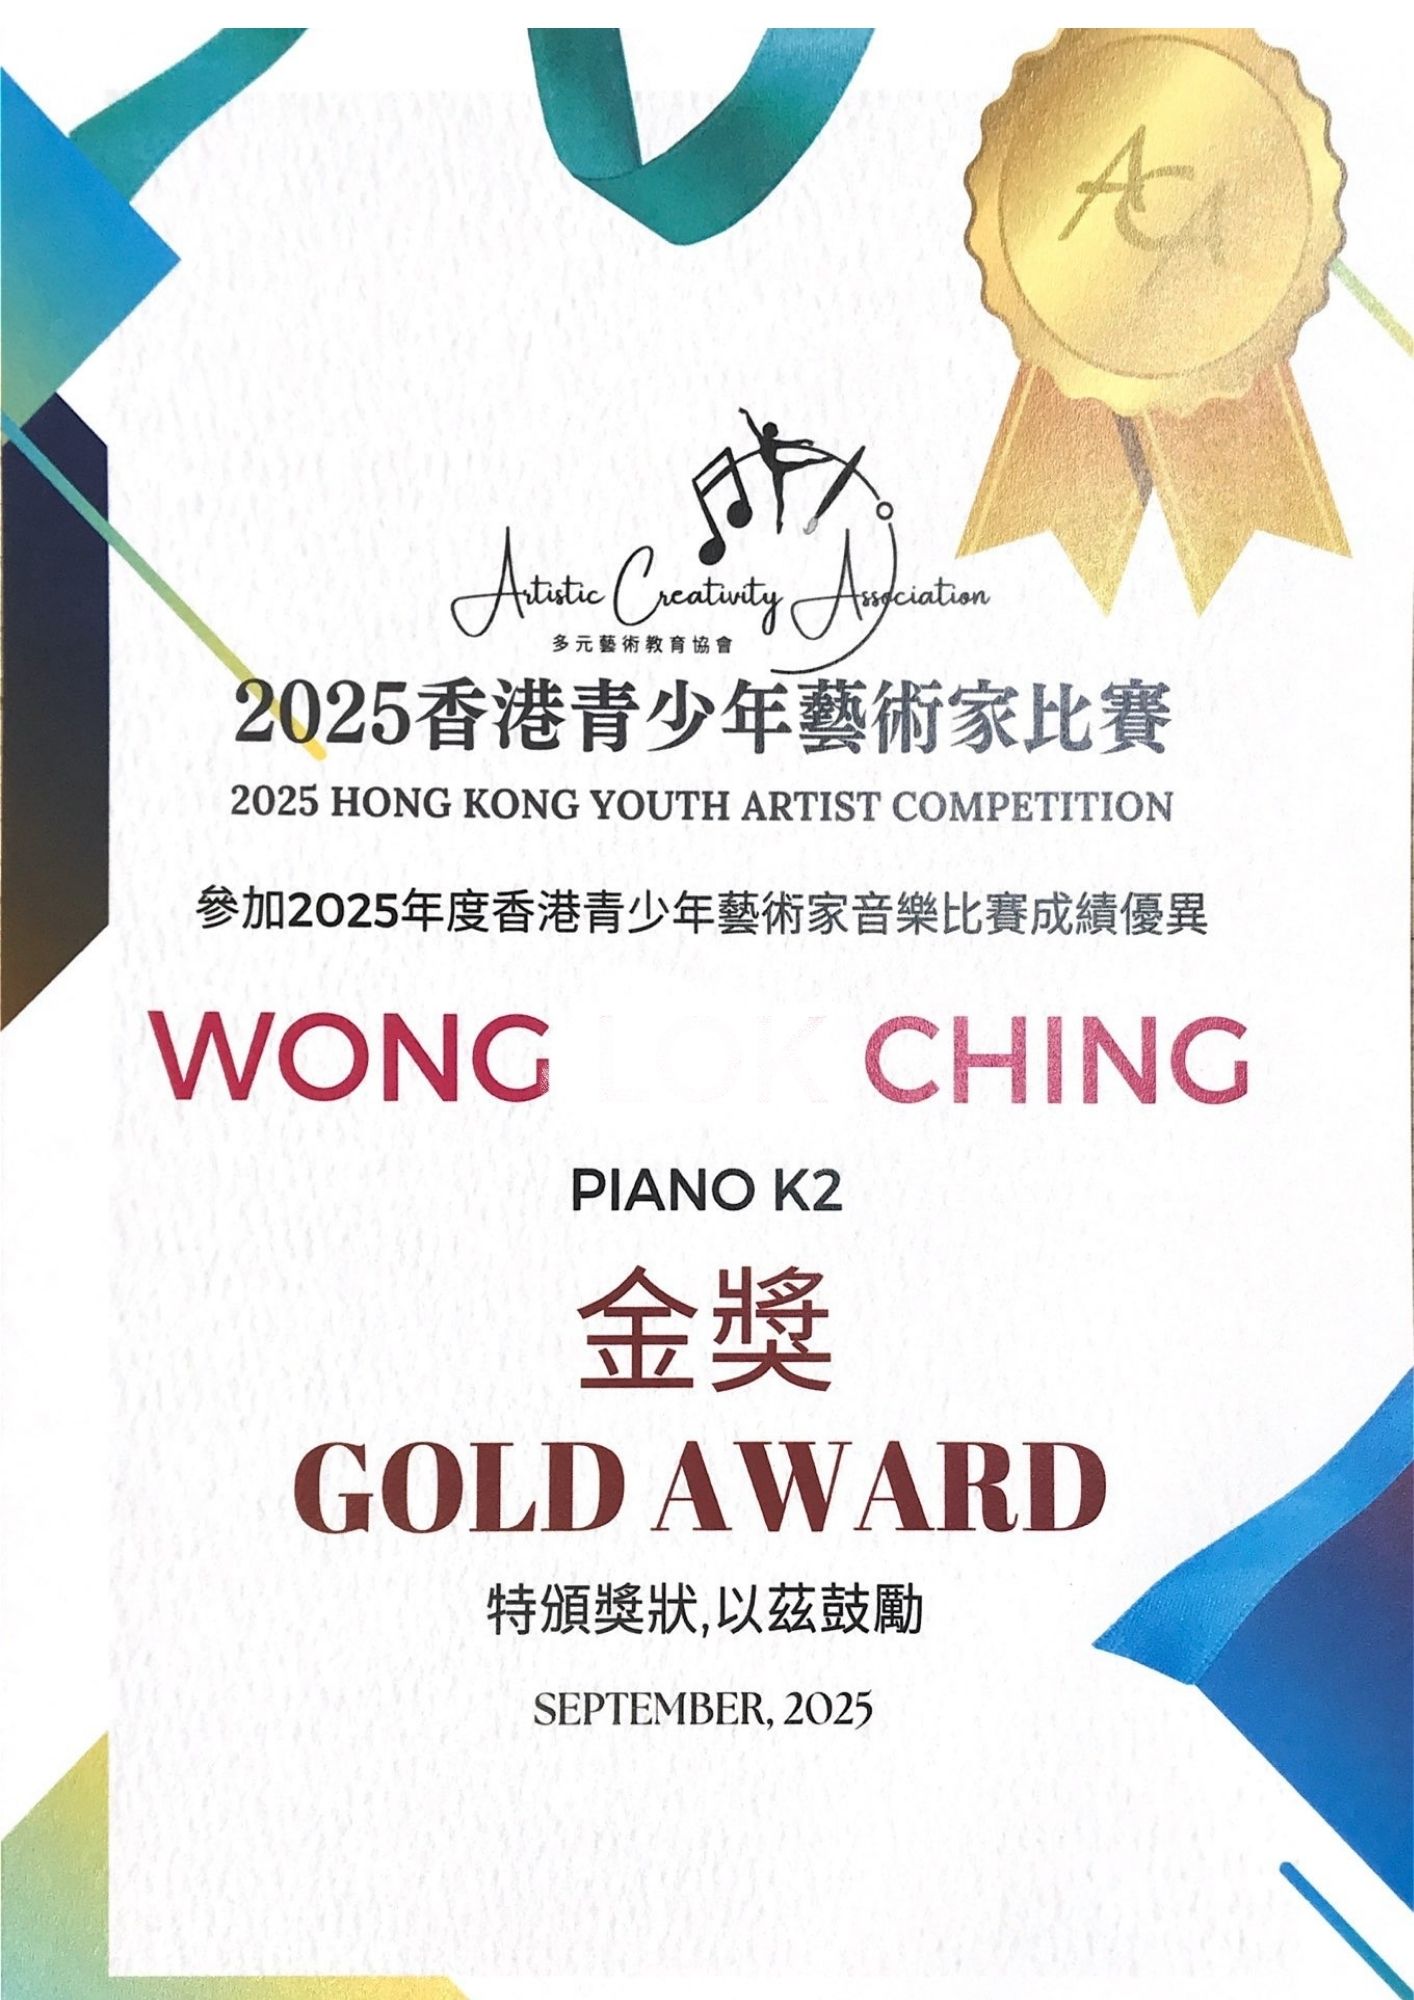 ACA
Artistic Creativity Association
多元藝術教育協會
2025香港青少年藝術家比賽
2025 HONG KONG YOUTH ARTIST COMPETITION
參加2025年度香港青少年藝術家音樂比賽成績優異
WONG CHING
PIANO K2
金獎
GOLD AWARD
特頒獎狀,以茲鼓勵
SEPTEMBER, 2025